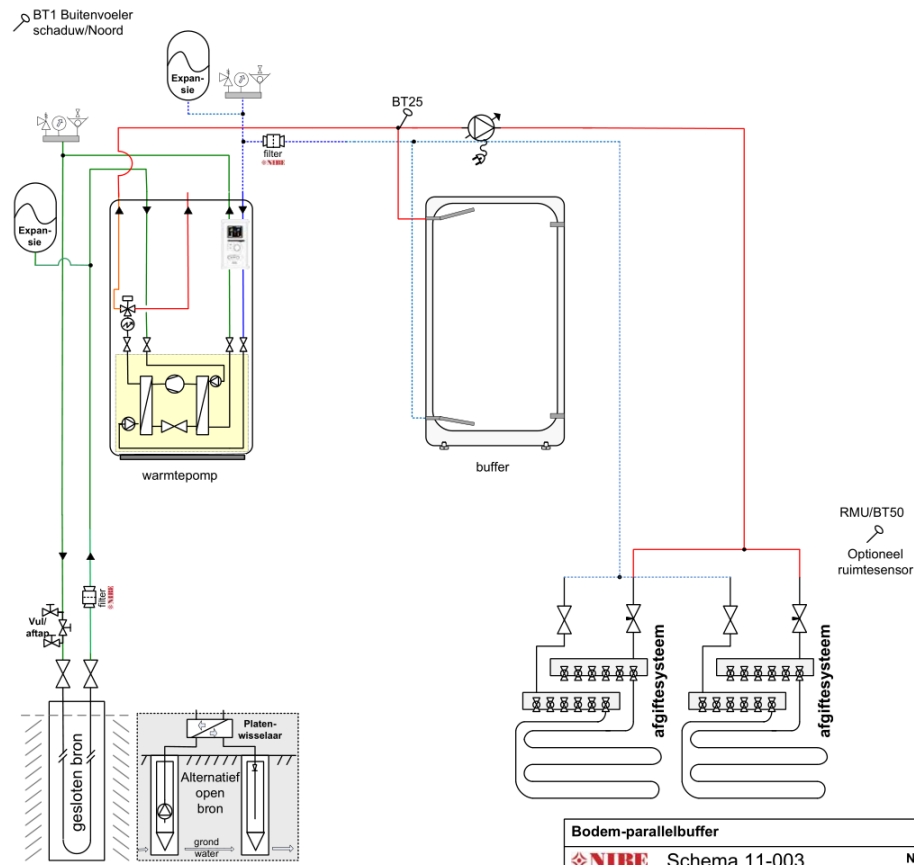 BT1 Buitenvoeler
schaduw/Noord
Expan-
sie
BT25
filter
NIBE
Expan-
sie
warmtepomp
buffer
RMU/BT50
Optioneel
ruimtesensor
filter
NIBE
Vul/
aftap
afgiftesysteem
afgiftesysteem
gesloten bron
Platen-
wisselaar
Alternatief
open
bron
grond
water
Bodem-parallelbuffer
NIBE Schema 11-003 N